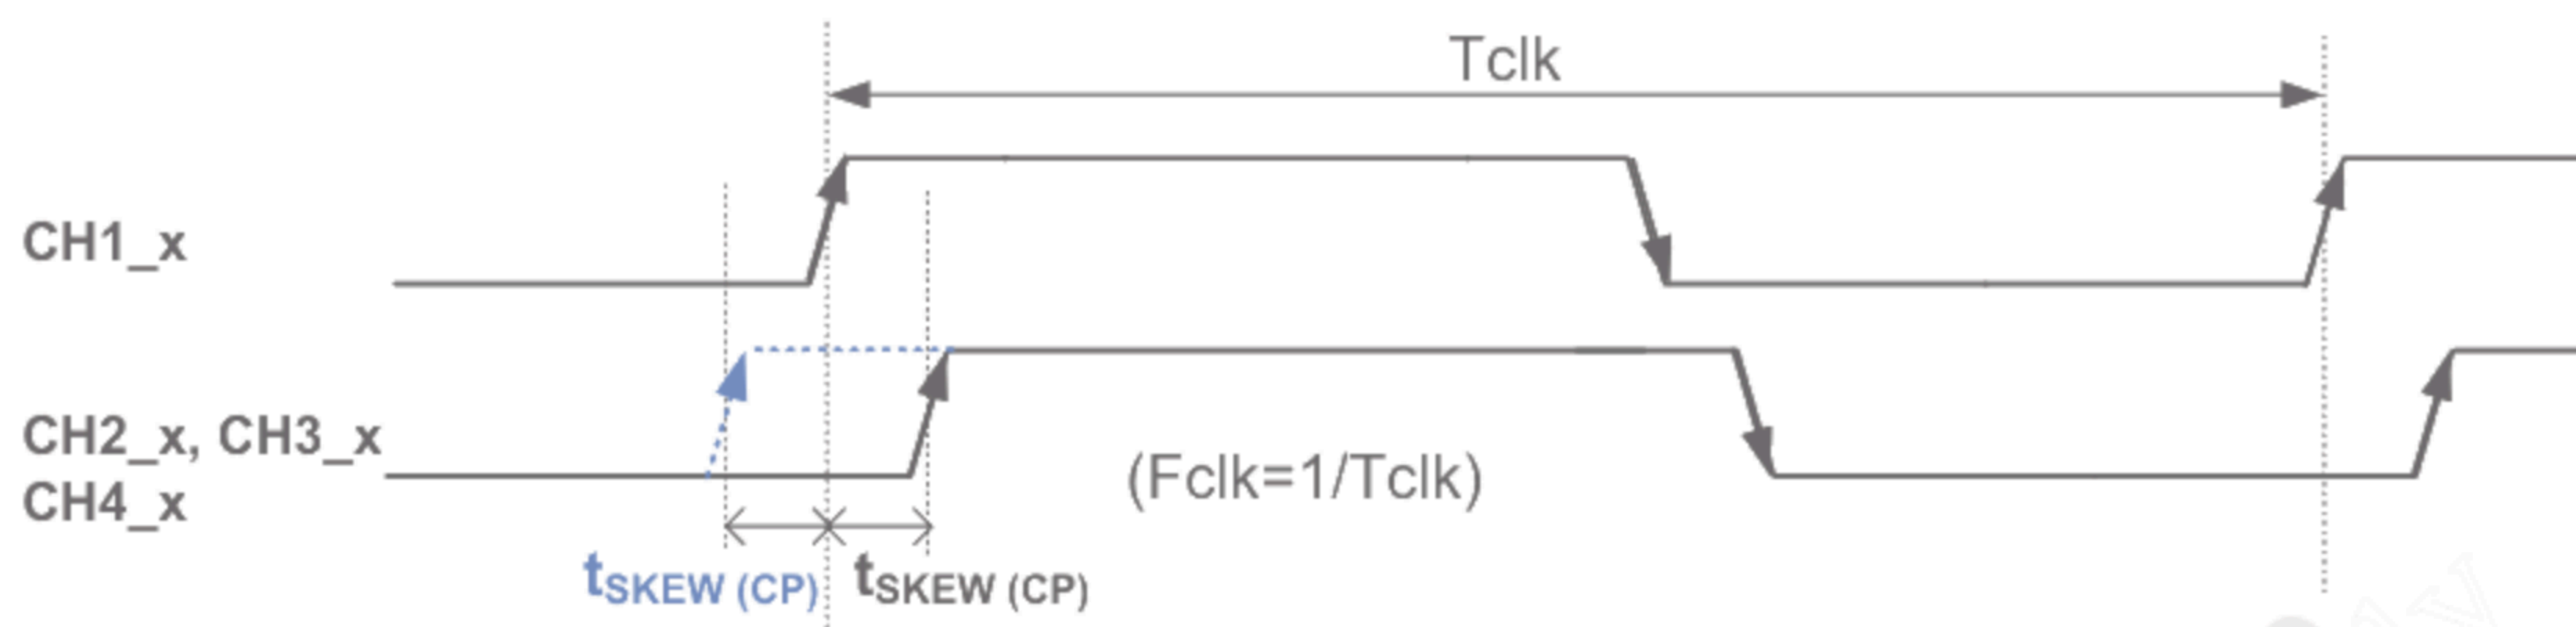 Tclk
CH1_x
CH2_x, CH3_x
CH4_x
(Fclk=1/Tclk)
tSKEW (CP) tSKEW (CP)